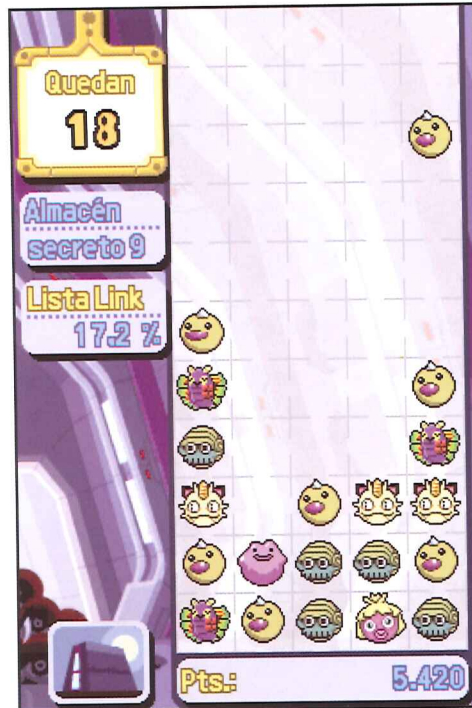 Quedan
18
Almacén
secreto 9
Lista Link
17.2 %
Pts.:
5.420